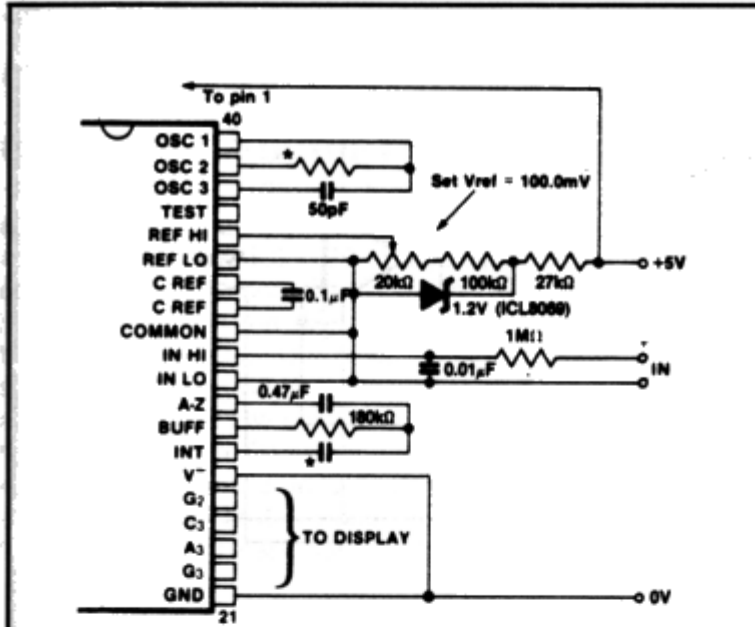 To pin 1
40
OSC 1
OSC 2
*
OSC 3
50pF
TEST
Set Vref = 100.0mV
REF HI
REF LO
20kΩ
100kΩ
27kΩ
+5V
C REF
0.1μF
1.2V (ICL8069)
C REF
COMMON
1MΩ
+
IN HI
0.01μF
IN
IN LO
0.47μF
A-Z
BUFF
180kΩ
INT
*
V−
G2
C3
TO DISPLAY
A3
G3
GND
0V
21